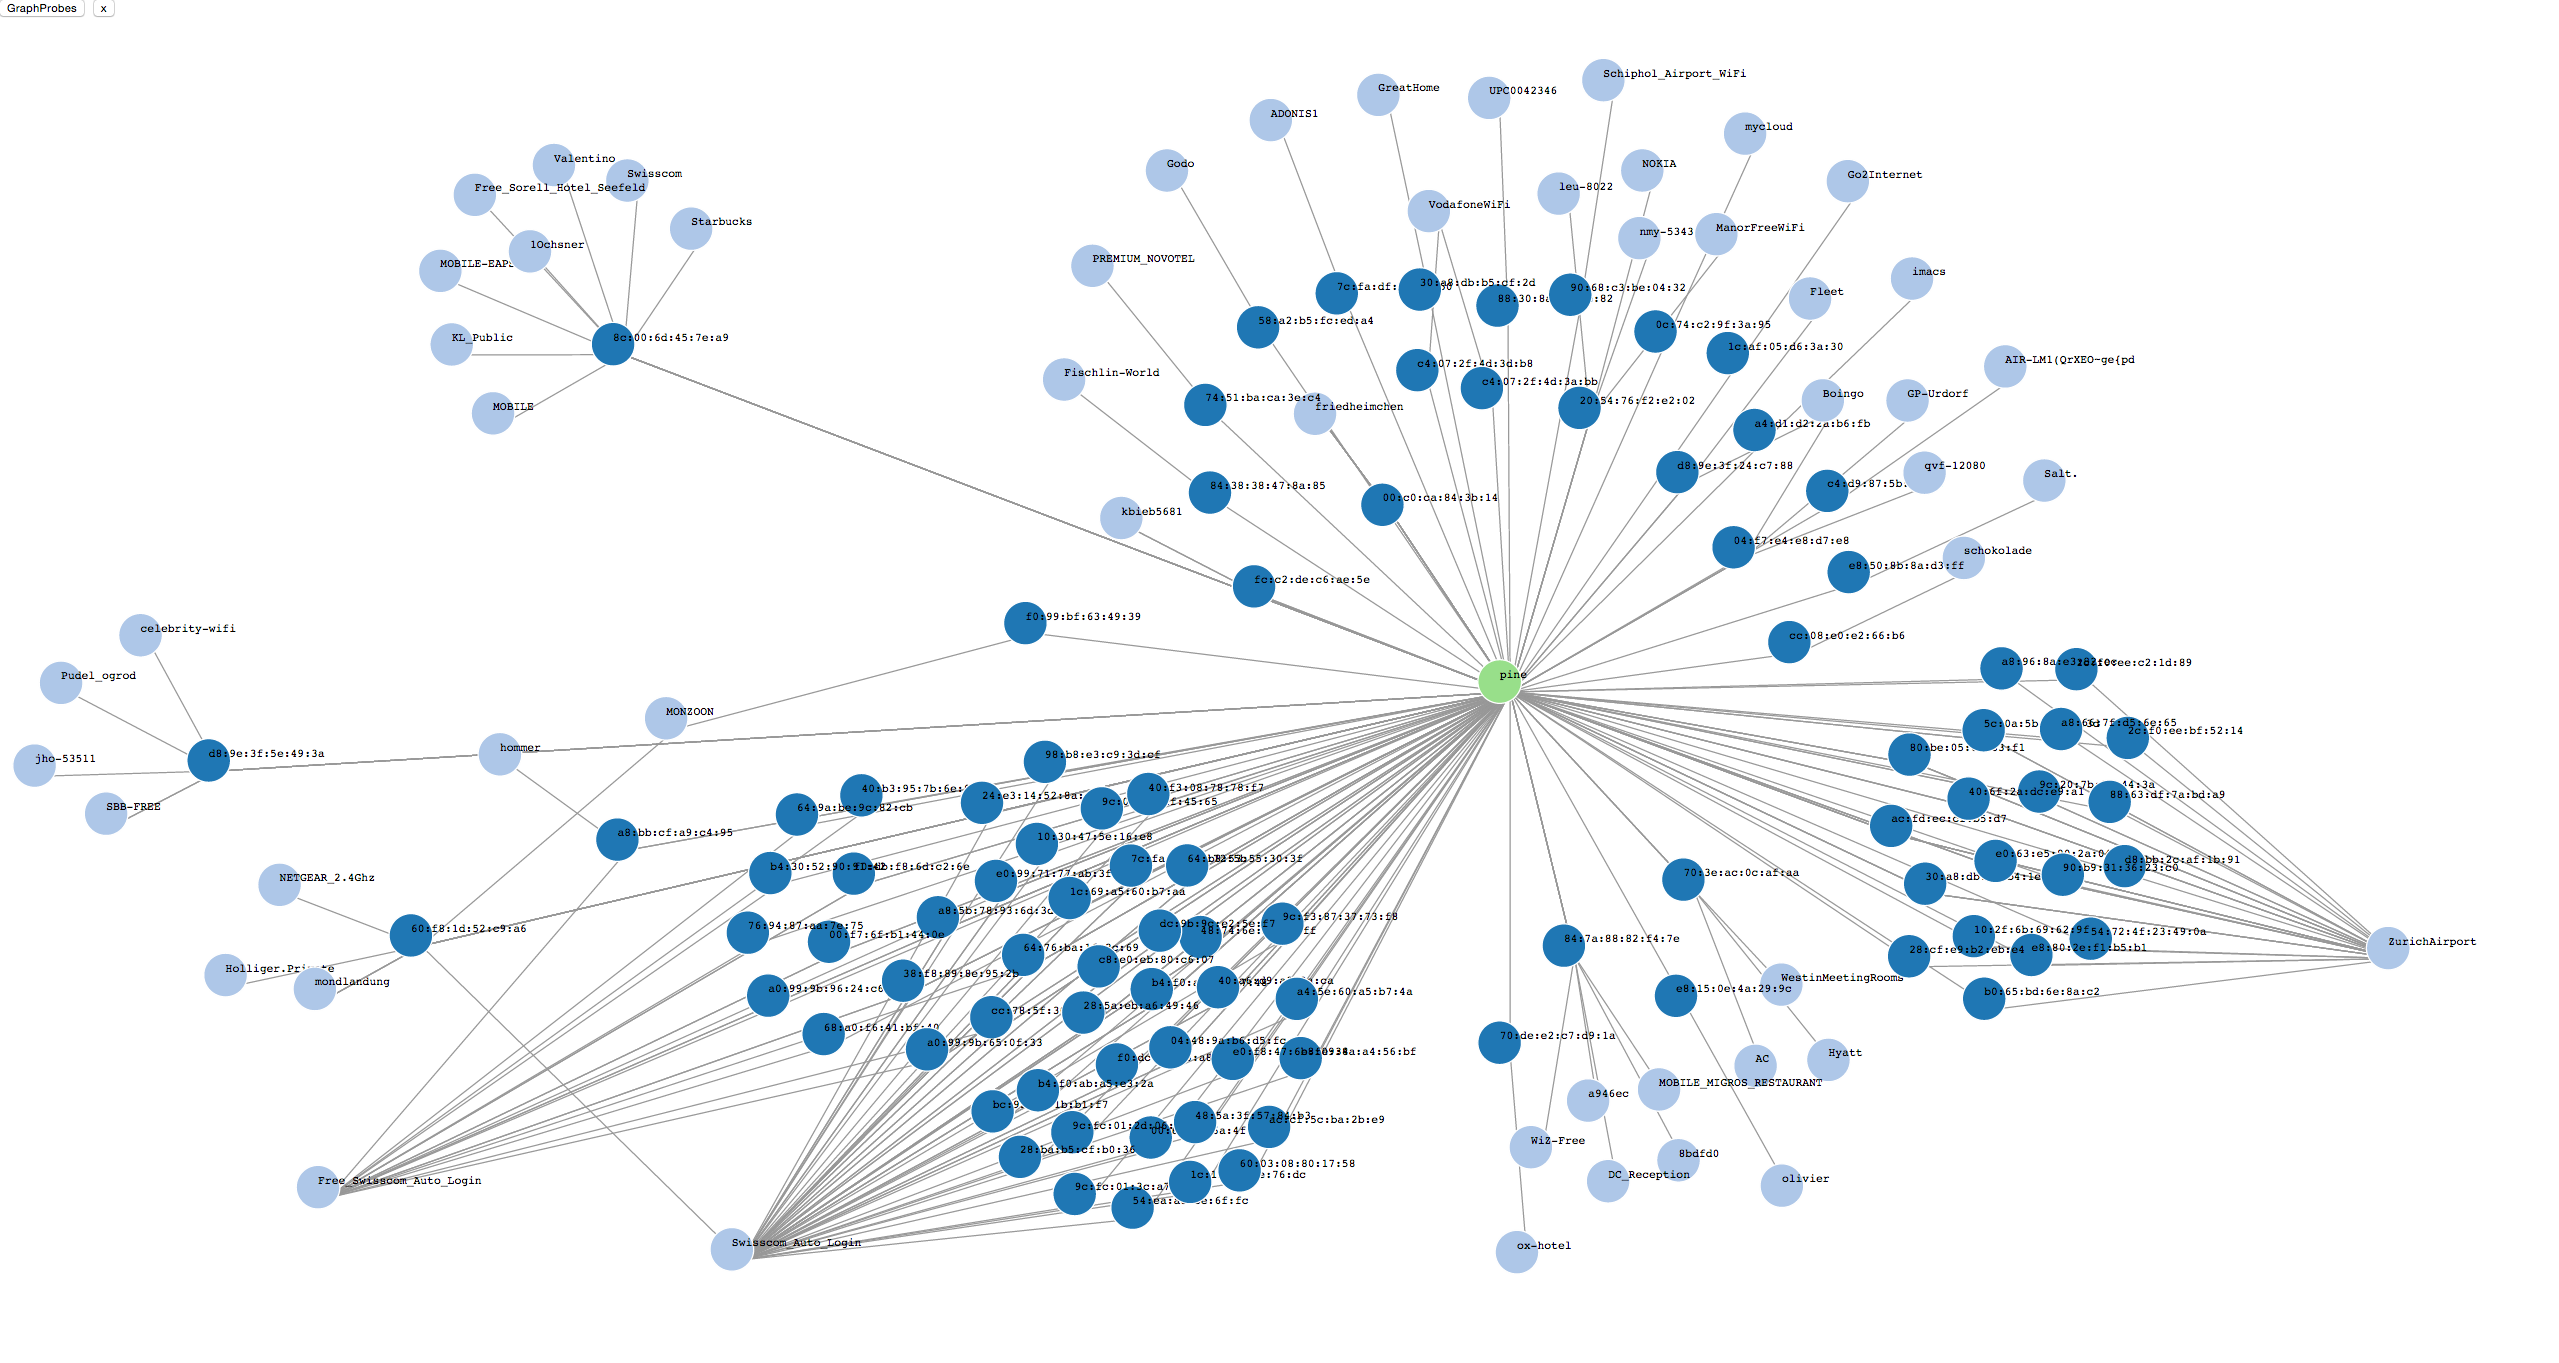 GraphProbes
x
Schiphol_Airport_WiFi
GreatHome
UPC0042346
ADONIS1
mycloud
Valentino
Godo
NOKIA
Swisscom
Go2Internet
Free_Sorell_Hotel_Seefeld
leu-8022
VodafoneWiFi
Starbucks
nmy-5343
ManorFreeWiFi
1Ochsner
PREMIUM_NOVOTEL
MOBILE-EAP
imacs
30:a8:db:b5:cf:2d
7c:fa:df:
90:68:c3:be:04:32
Fleet
88:30:8a
:82
58:a2:b5:fc:ed:a4
0c:74:c2:9f:3a:95
KL_Public
8c:00:6d:45:7e:a9
1c:af:05:d6:3a:30
AIR-LM1(QrXEO~ge{pd
c4:07:2f:4d:3d:b8
Fischlin-World
c4:07:2f:4d:3a:bb
Boingo
GP-Urdorf
74:51:ba:ca:3e:c4
20:54:76:f2:e2:02
MOBILE
friedheimchen
a4:d1:d2:2a:b6:fb
d8:9e:3f:24:c7:88
qvf-12080
Salt.
84:38:38:47:8a:85
c4:d9:87:5b:
00:c0:ca:84:3b:14
kbieb5681
04:f7:e4:e8:d7:e8
schokolade
e8:50:8b:8a:d3:ff
fc:c2:de:c6:ae:5e
f0:99:bf:63:49:39
celebrity-wifi
cc:08:e0:e2:66:b6
a8:96:8a:e3
:ee:c2:1d:89
Pudel_ogrod
pine
MONZOON
5c:0a:5b
a8:66:7f:d5:6e:65
2c:f0:ee:bf:52:14
hommer
80:be:05:
d8:9e:3f:5e:49:3a
98:b8:e3:c9:3d:cf
jho-53511
40:b3:95:7b:6e:
24:e3:14:52:8a:
40:f3:08:78:78:f7
9c:20:7b
40:6f:2a:dc:e9:a1
88:63:df:7a:bd:a9
SBB-FREE
64:9a:be:9c:82:cb
f:45:65
ac:fd:ec:
a8:bb:cf:a9:c4:95
10:30:47:5e:16:e8
e0:63:e5:
d8:bb:2c:af:1b:91
7c:fa
:55:30:3f
b4:30:52:90
:f8:6d:c2:6e
90:b9:31:36:23:c0
70:3e:ac:0c:af:aa
e0:99:71:77:ab:3f
30:a8:db
NETGEAR_2.4Ghz
1c:69:a5:60:b7:aa
a8:5b:78:93:6d:3c
9c:f3:87:37:73:f8
60:f8:1d:52:c9:a6
76:94:87:aa:7e:75
dc:9b:9c:e2:5e:f7
00:f7:6f:b1:44:0e
10:2f:6b:69:62:9f
54:72:4f:23:49:0a
84:7a:88:82:f4:7e
ZurichAirport
64:76:ba:
28:cf:e9:b2:eb:e4
e8:80:2e:f1:b5:b1
c8:e0:eb:80:c6:07
Holliger.Private
38:f8:89:8e:95:2b
WestinMeetingRooms
mondlandung
b4:f0:a
a0:99:9b:96:24:c6
e8:15:0e:4a:29:9c
a4:5e:60:a5:b7:4a
b0:65:bd:6e:8a:c2
28:5a:eb:a6:49:46
cc:78:5f:3
68:a0:f6:41:bf:40
70:de:e2:c7:d9:1a
a0:99:9b:65:0f:33
04:48:9a:b6:d5:fc
e0:f8:47:
:a4:56:bf
Hyatt
f0:dc
AC
b4:f0:ab:a5:e3:2a
MOBILE_MIGROS_RESTAURANT
a946ec
bc:9
1b:b1:f7
48:5a:3f:57:84:b3
:5c:ba:2b:e9
9c:fc:01:2d:
WiZ-Free
28:ba:b5:cf:b0:36
8bdfd0
60:03:08:80:17:58
DC_Reception
1c:1
e:76:dc
olivier
Free_Swisscom_Auto_Login
9c:fc:01:3c:a7
54:ea:a
e:6f:fc
Swisscom_Auto_Login
ox-hotel